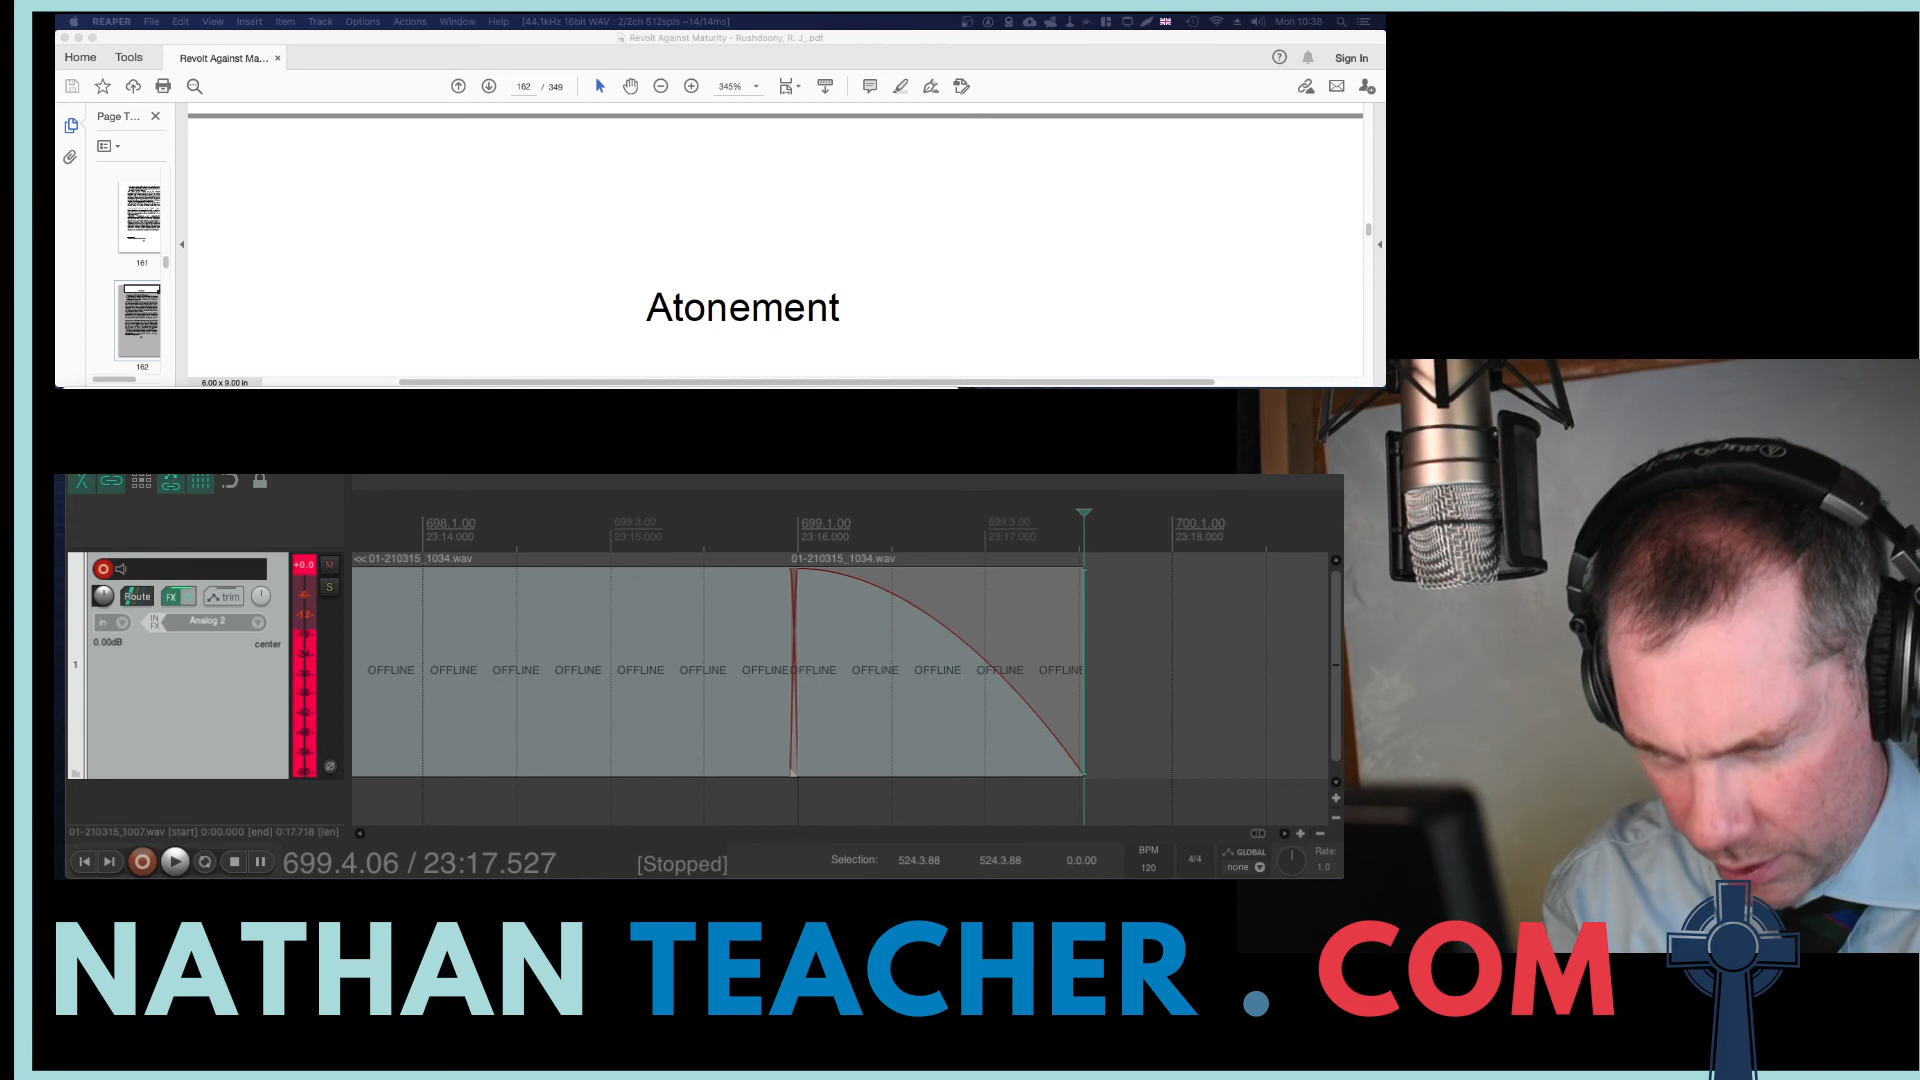 REAPER File Edit View Insert Item Track Options Actions Window Help [44.1kHz 16bit WAV : 2/2ch 512spls ~14/14ms] Mon 10:38
Revolt Against Maturity - Rushdoony, R. J_.pdf
Home Tools Revolt Against Ma... × Sign In
162 / 349 345%
Page T...
161
162
Atonement
6.00 x 9.00 in
698.1.00 698.3.00 699.1.00 699.3.00 700.1.00
23:14.000 23:15.000 23:16.000 23:17.000 23:18.000
<< 01-210315_1034.wav 01-210315_1034.wav
+0.0 M
Route FX trim S
-6-
-12-
in IN FX Analog 2
0.00dB center
1
OFFLINE OFFLINE OFFLINE OFFLINE OFFLINE OFFLINE OFFLINE OFFLINE OFFLINE OFFLINE OFFLINE OFFLINE
01-210315_1007.wav [start] 0:00.000 [end] 0:17.718 [len]
699.4.06 / 23:17.527 [Stopped] Selection: 524.3.88 524.3.88 0.0.00 BPM 120 4/4 GLOBAL none Rate: 1.0
NATHAN TEACHER . COM